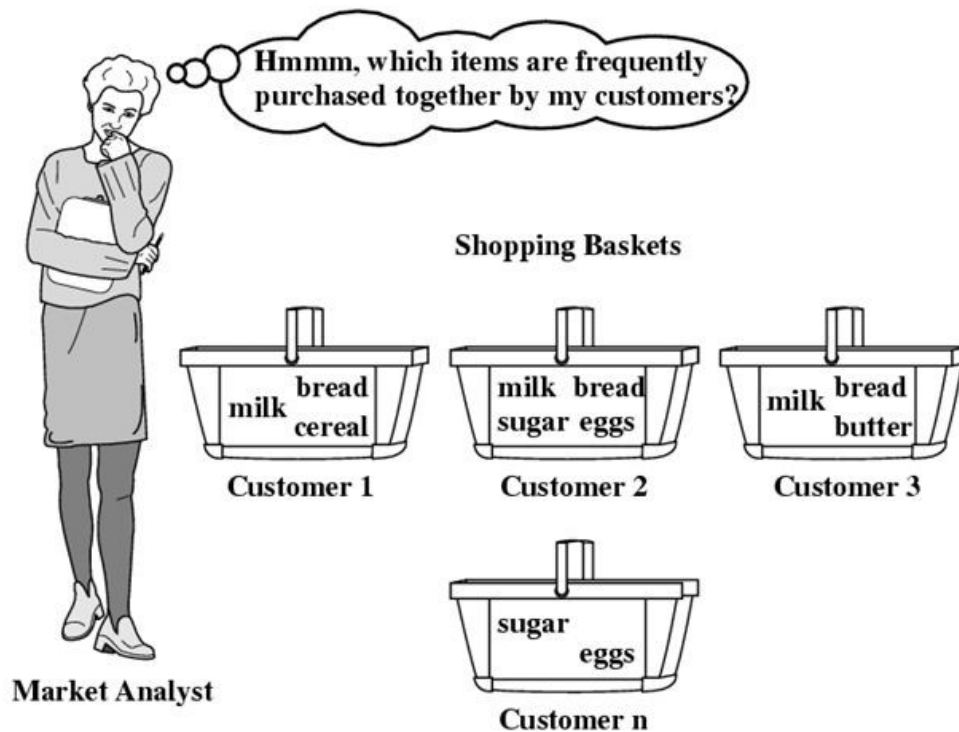 Hmmm, which items are frequently
purchased together by my customers?
Shopping Baskets
milk bread
cereal
Customer 1
milk bread
sugar eggs
Customer 2
milk bread
butter
Customer 3
sugar
eggs
Customer n
Market Analyst